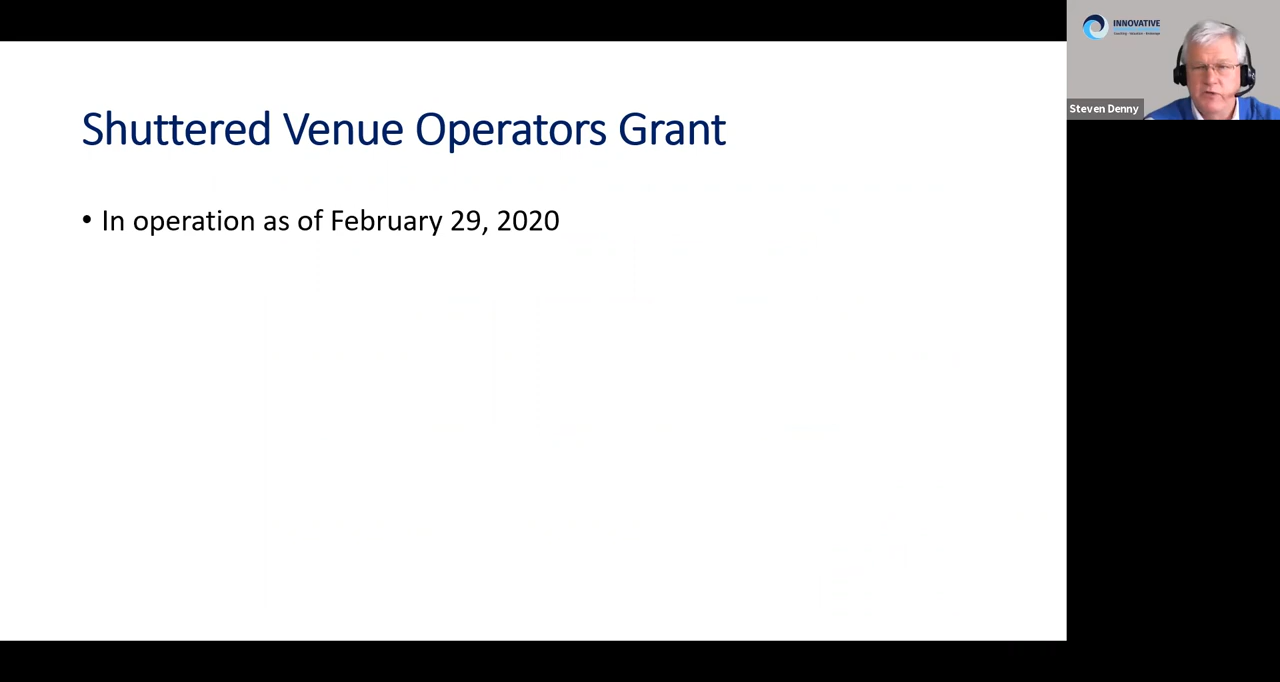 Shuttered Venue Operators Grant
• In operation as of February 29, 2020
INNOVATIVE
Steven Denny